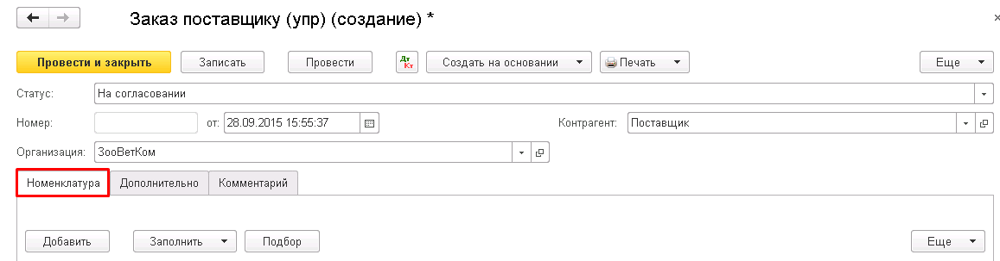 Заказ поставщику (упр) (создание) *
Провести и закрыть Записать Провести Дт Кт Создать на основании Печать Еще
Статус: На согласовании
Номер: от: 28.09.2015 15:55:37 Контрагент: Поставщик
Организация: ЗооВетКом
Номенклатура Дополнительно Комментарий
Добавить Заполнить Подбор Еще